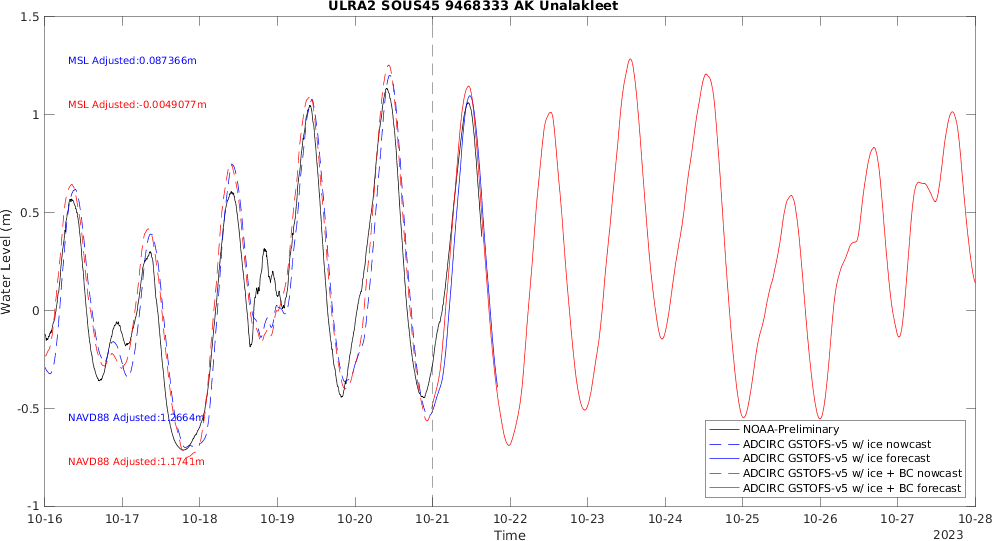 ULRA2 SOUS45 9468333 AK Unalakleet
1.5
1
0.5
0
-0.5
-1
Water Level (m)
MSL Adjusted:0.087366m
MSL Adjusted:-0.0049077m
NAVD88 Adjusted:1.2664m
NAVD88 Adjusted:1.1741m
NOAA-Preliminary
ADCIRC GSTOFS-v5 w/ ice nowcast
ADCIRC GSTOFS-v5 w/ ice forecast
ADCIRC GSTOFS-v5 w/ ice + BC nowcast
ADCIRC GSTOFS-v5 w/ ice + BC forecast
10-16 10-17 10-18 10-19 10-20 10-21 10-22 10-23 10-24 10-25 10-26 10-27 10-28
Time
2023